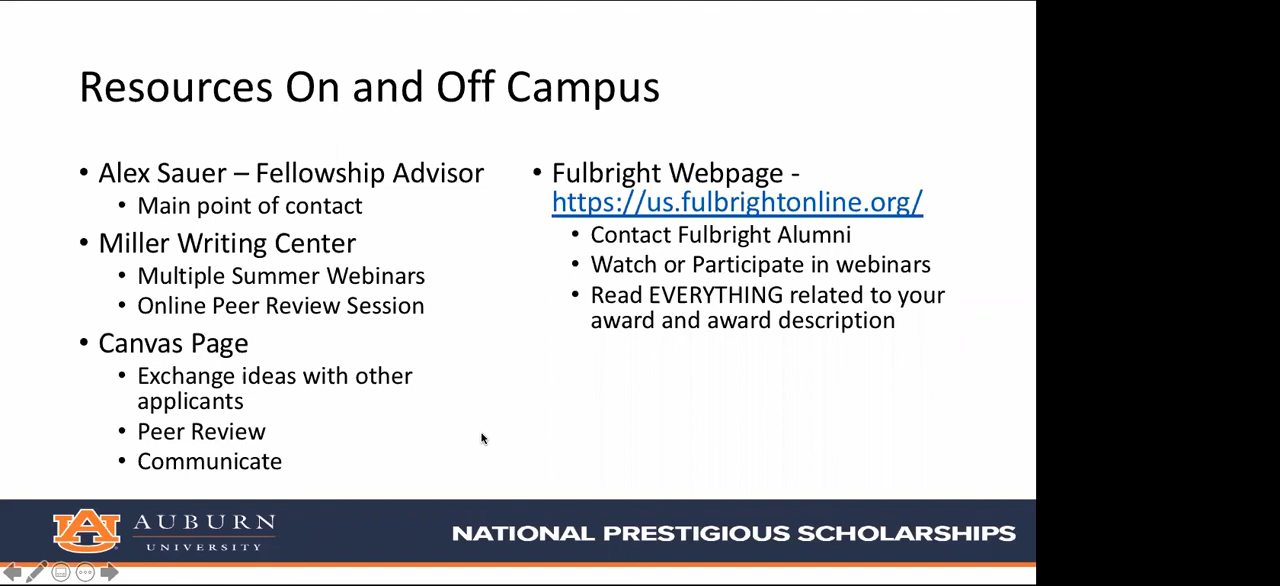 Resources On and Off Campus
• Alex Sauer – Fellowship Advisor
• Main point of contact
• Miller Writing Center
• Multiple Summer Webinars
• Online Peer Review Session
• Canvas Page
• Exchange ideas with other
applicants
• Peer Review
• Communicate
• Fulbright Webpage -
https://us.fulbrightonline.org/
• Contact Fulbright Alumni
• Watch or Participate in webinars
• Read EVERYTHING related to your
award and award description
AU
AUBURN
UNIVERSITY
NATIONAL PRESTIGIOUS SCHOLARSHIPS